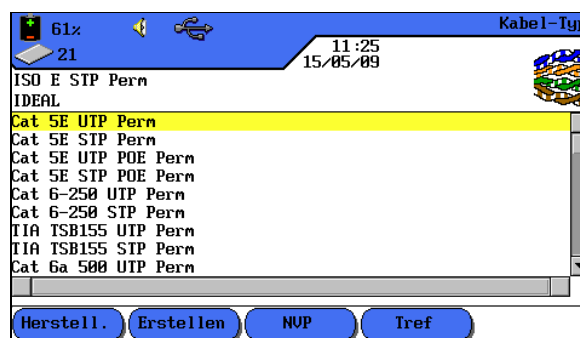 61% Kabel-Typ
21 11:25
15/05/09
ISO E STP Perm
IDEAL
Cat 5E UTP Perm
Cat 5E STP Perm
Cat 5E UTP POE Perm
Cat 5E STP POE Perm
Cat 6-250 UTP Perm
Cat 6-250 STP Perm
TIA TSB155 UTP Perm
TIA TSB155 STP Perm
Cat 6a 500 UTP Perm
Herstell. Erstellen NVP Tref